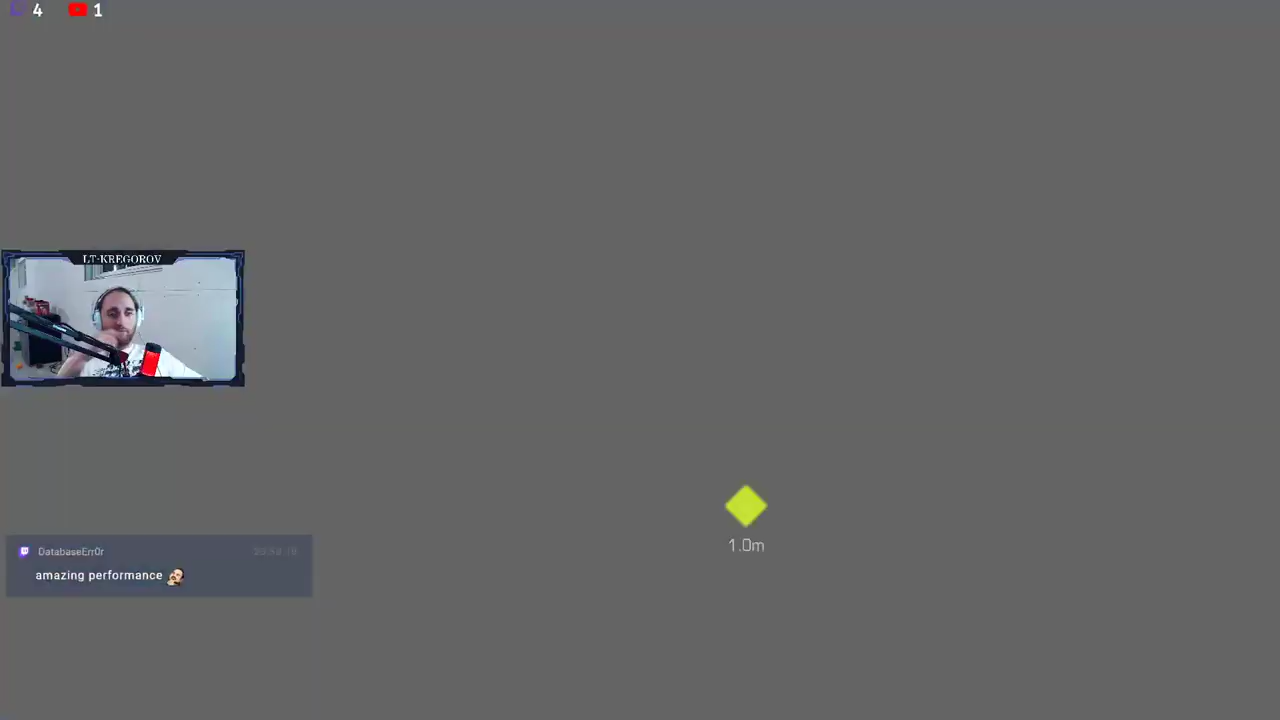 4 1
LT-KREGOROV
1.0m
DatabaseErr0r
amazing performance